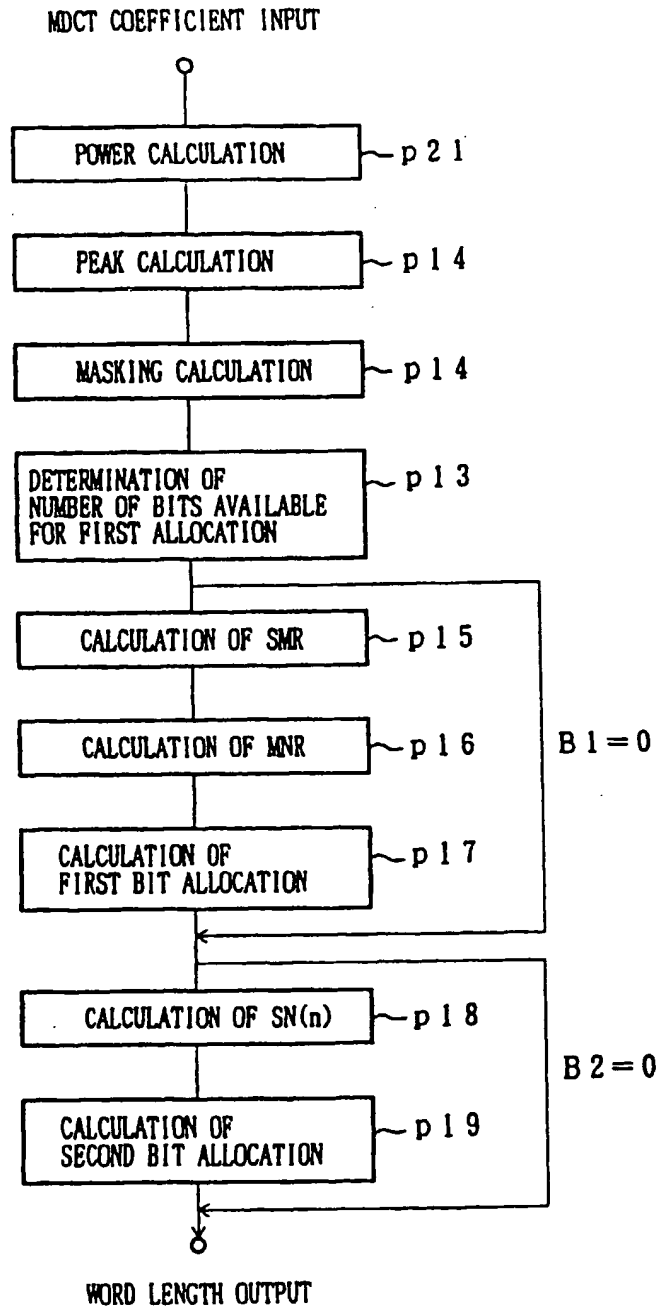 MDCT COEFFICIENT INPUT
POWER CALCULATION
p21
PEAK CALCULATION
p14
MASKING CALCULATION
p14
DETERMINATION OF
NUMBER OF BITS AVAILABLE
FOR FIRST ALLOCATION
p13
CALCULATION OF SMR
p15
CALCULATION OF MNR
p16
B1=0
CALCULATION OF
FIRST BIT ALLOCATION
p17
CALCULATION OF SN(n)
p18
B2=0
CALCULATION OF
SECOND BIT ALLOCATION
p19
WORD LENGTH OUTPUT